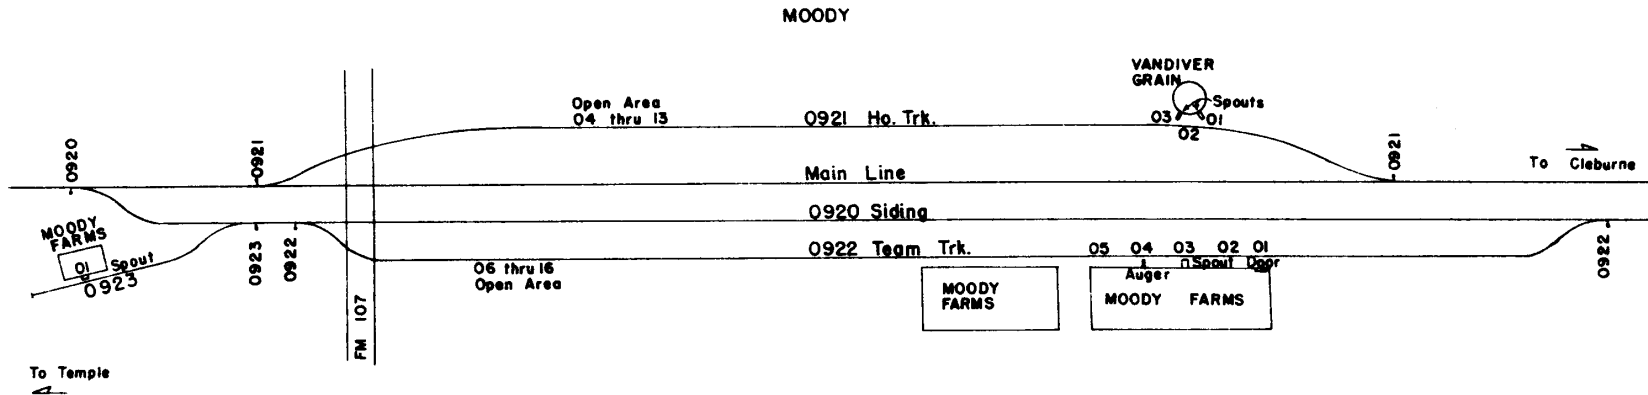 MOODY
VANDIVER
GRAIN
Spouts
03
01
02
Open Area
04 thru 13
0921 Ho. Trk.
0920
0921
0921
To Cleburne
Main Line
0920 Siding
MOODY
FARMS
01
Spout
0923
0923
0922
0922 Team Trk.
05 04 03 02 01
Auger
Spout
Door
0922
06 thru 16
Open Area
MOODY
FARMS
MOODY FARMS
FM 107
To Temple